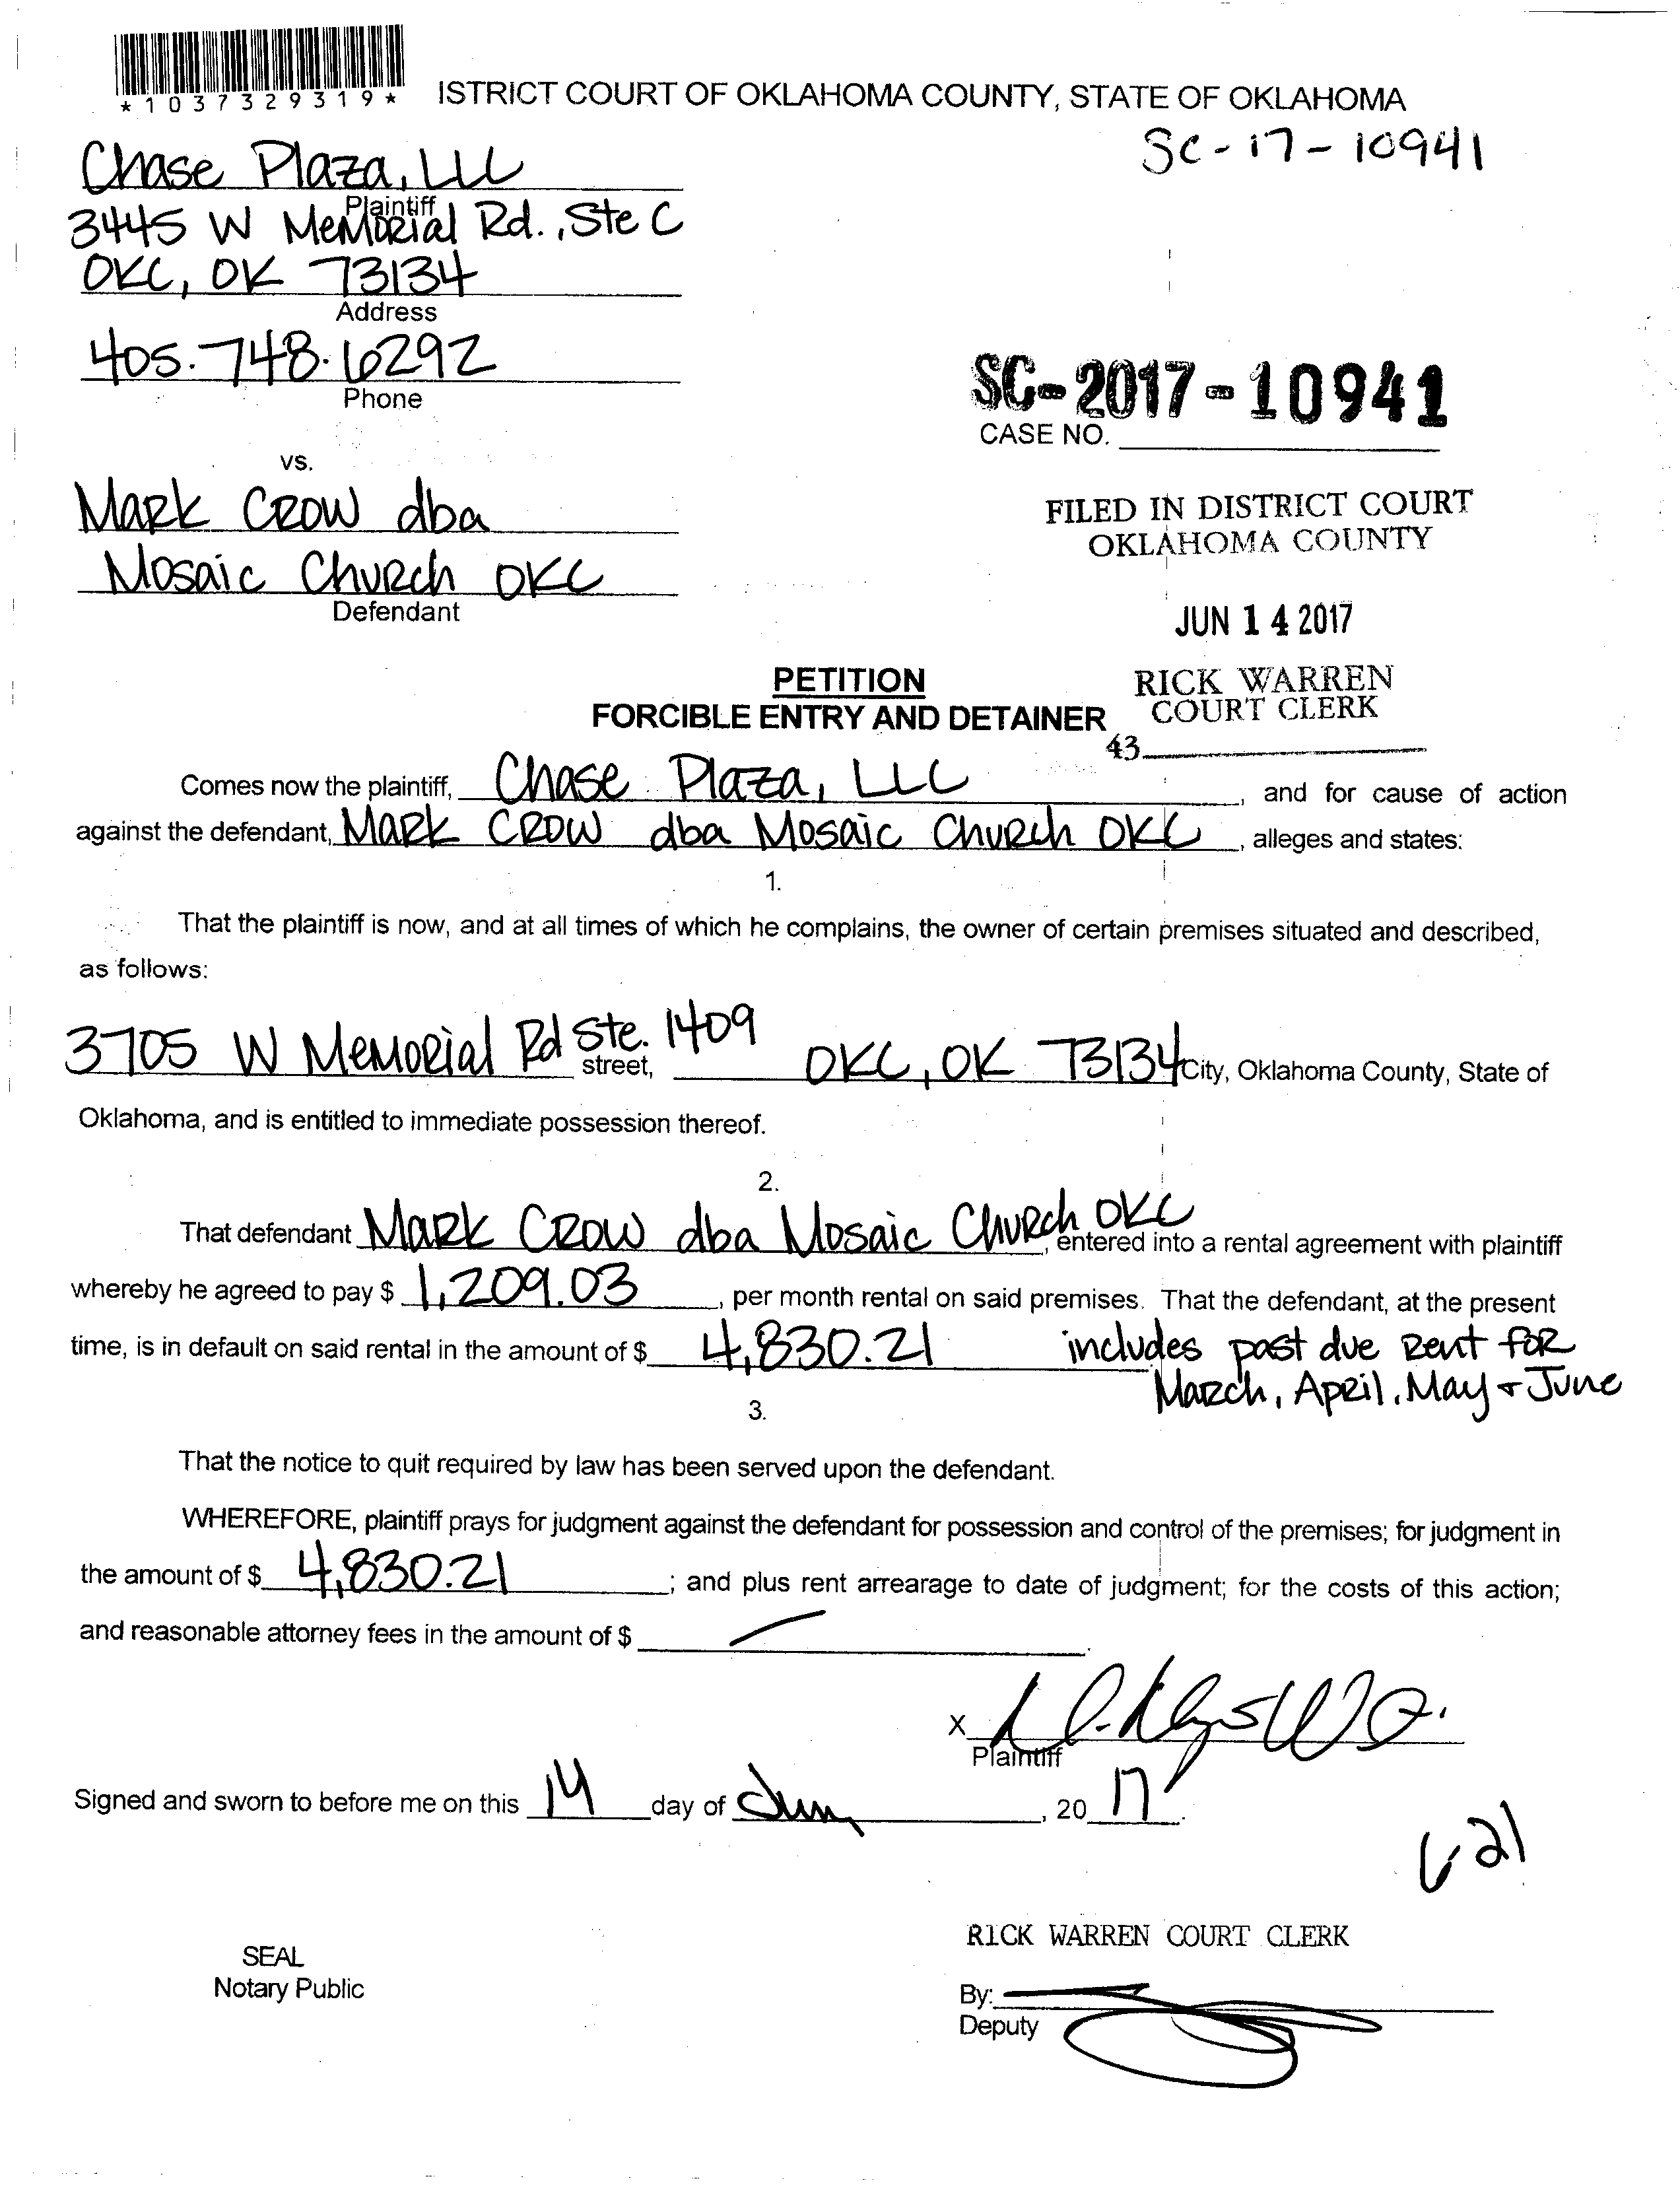 *1037329319*
ISTRICT COURT OF OKLAHOMA COUNTY, STATE OF OKLAHOMA
SC-17-10941
Chase Plaza, LLC
Plaintiff
3445 W Memorial Rd., Ste C
OKC, OK 73134
Address
405.748.6292
Phone
SC-2017-10941
CASE NO.
vs.
Mark Crow dba
Mosaic Church OKC
Defendant
FILED IN DISTRICT COURT
OKLAHOMA COUNTY
JUN 14 2017
RICK WARREN
COURT CLERK
43
PETITION
FORCIBLE ENTRY AND DETAINER
Comes now the plaintiff, Chase Plaza, LLC, and for cause of action
against the defendant, Mark Crow dba Mosaic Church OKC, alleges and states:
1.
That the plaintiff is now, and at all times of which he complains, the owner of certain premises situated and described,
as follows:
3705 W Memorial Rd Ste. 1409 street, OKC, OK 73134 City, Oklahoma County, State of
Oklahoma, and is entitled to immediate possession thereof.
2.
That defendant Mark Crow dba Mosaic Church OKC, entered into a rental agreement with plaintiff
whereby he agreed to pay $ 1,209.03, per month rental on said premises. That the defendant, at the present
time, is in default on said rental in the amount of $ 4,830.21 includes past due rent for
March, April, May + June
3.
That the notice to quit required by law has been served upon the defendant.
WHEREFORE, plaintiff prays for judgment against the defendant for possession and control of the premises; for judgment in
the amount of $ 4,830.21; and plus rent arrearage to date of judgment; for the costs of this action;
and reasonable attorney fees in the amount of $
X
Plaintiff
Signed and sworn to before me on this 14 day of June, 2017.
6-21
RICK WARREN COURT CLERK
SEAL
Notary Public
By:
Deputy